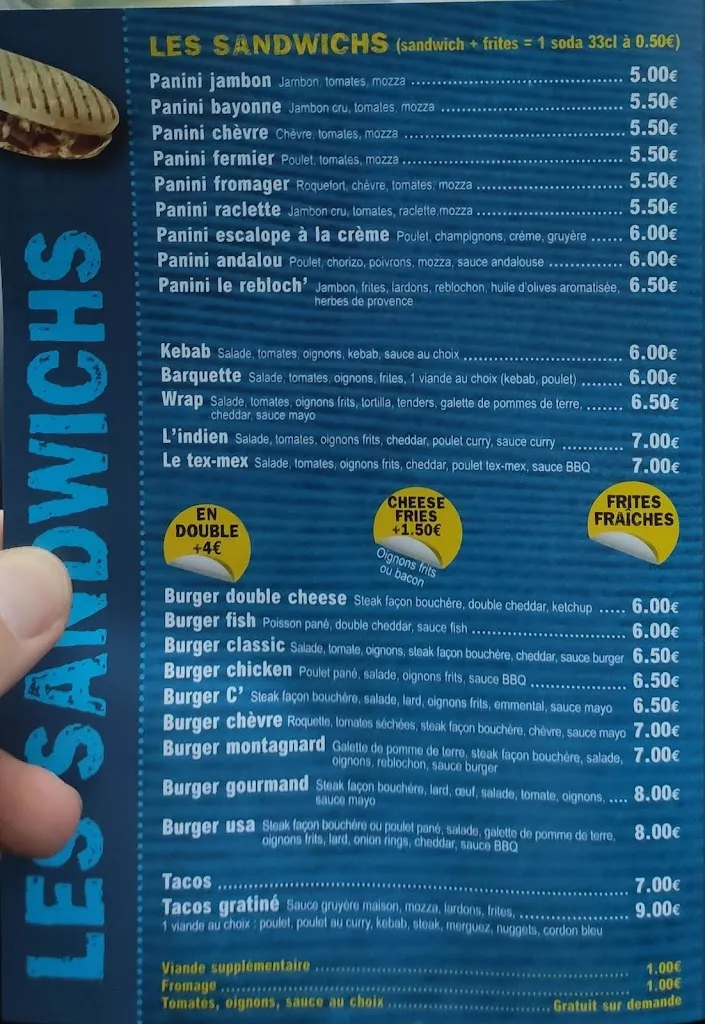 LES SANDWICHS
LES SANDWICHS (sandwich + frites = 1 soda 33cl à 0.50€)
Panini jambon Jambon, tomates, mozza 5.00€
Panini bayonne Jambon cru, tomates, mozza 5.50€
Panini chèvre Chèvre, tomates, mozza 5.50€
Panini fermier Poulet, tomates, mozza 5.50€
Panini fromager Roquefort, chèvre, tomates, mozza 5.50€
Panini raclette Jambon cru, tomates, raclette,mozza 5.50€
Panini escalope à la crème Poulet, champignons, crème, gruyère 6.00€
Panini andalou Poulet, chorizo, poivrons, mozza, sauce andalouse 6.00€
Panini le rebloch' Jambon, frites, lardons, reblochon, huile d'olives aromatisée, 6.50€
herbes de provence
Kebab Salade, tomates, oignons, kebab, sauce au choix 6.00€
Barquette Salade, tomates, oignons, frites, 1 viande au choix (kebab, poulet) 6.00€
Wrap Salade, tomates, oignons frits, tortilla, tenders, galette de pommes de terre, 6.50€
cheddar, sauce mayo
L'indien Salade, tomates, oignons frits, cheddar, poulet curry, sauce curry 7.00€
Le tex-mex Salade, tomates, oignons frits, cheddar, poulet tex-mex, sauce BBQ 7.00€
EN
DOUBLE
+4€
CHEESE
FRIES
+1.50€
Oignons frits
ou bacon
FRITES
FRAÎCHES
Burger double cheese Steak façon bouchère, double cheddar, ketchup 6.00€
Burger fish Poisson pané, double cheddar, sauce fish 6.00€
Burger classic Salade, tomate, oignons, steak façon bouchère, cheddar, sauce burger 6.50€
Burger chicken Poulet pané, salade, oignons frits, sauce BBQ 6.50€
Burger C' Steak façon bouchère, salade, lard, oignons frits, emmental, sauce mayo 6.50€
Burger chèvre Roquette, tomates séchées, steak façon bouchère, chèvre, sauce mayo 7.00€
Burger montagnard Galette de pomme de terre, steak façon bouchère, salade, 7.00€
oignons, reblochon, sauce burger
Burger gourmand Steak façon bouchère, lard, œuf, salade, tomate, oignons, 8.00€
sauce mayo
Burger usa Steak façon bouchère ou poulet pané, salade, galette de pomme de terre, 8.00€
oignons frits, lard, onion rings, cheddar, sauce BBQ
Tacos 7.00€
Tacos gratiné Sauce gruyère maison, mozza, lardons, frites, 9.00€
1 viande au choix : poulet, poulet au curry, kebab, steak, merguez, nuggets, cordon bleu
Viande supplémentaire 1.00€
Fromage 1.00€
Tomates, oignons, sauce au choix Gratuit sur demande